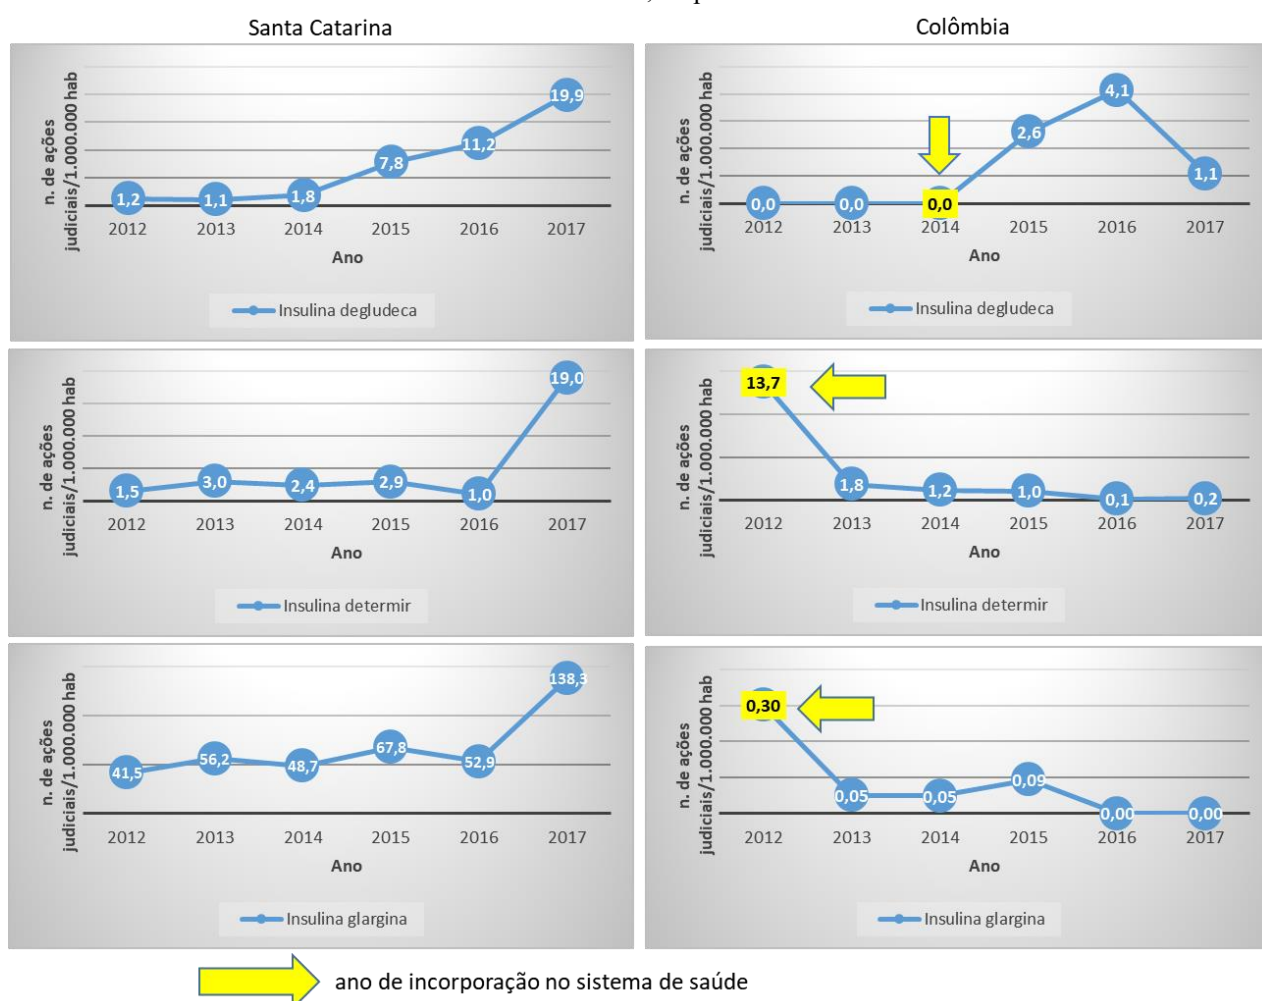 Santa Catarina
n. de ações
judiciais/1.000.000 hab
1,2
1,1
1,8
7,8
11,2
19,9
2012 2013 2014 2015 2016 2017
Ano
Insulina degludeca
Colômbia
n. de ações
judiciais/1.000.000 hab
0,0
0,0
0,0
2,6
4,1
1,1
2012 2013 2014 2015 2016 2017
Ano
Insulina degludeca
n. de ações
judiciais/1.000.000 hab
1,5
3,0
2,4
2,9
1,0
19,0
2012 2013 2014 2015 2016 2017
Ano
Insulina determir
n. de ações
judiciais/1.000.000 hab
13,7
1,8
1,2
1,0
0,1
0,2
2012 2013 2014 2015 2016 2017
Ano
Insulina determir
n. de ações
judiciais/1.000.000 hab
41,5
56,2
48,7
67,8
52,9
138,3
2012 2013 2014 2015 2016 2017
Ano
Insulina glargina
n. de ações
judiciais/1.000.000 hab
0,30
0,05
0,05
0,09
0,00
0,00
2012 2013 2014 2015 2016 2017
Ano
Insulina glargina
ano de incorporação no sistema de saúde